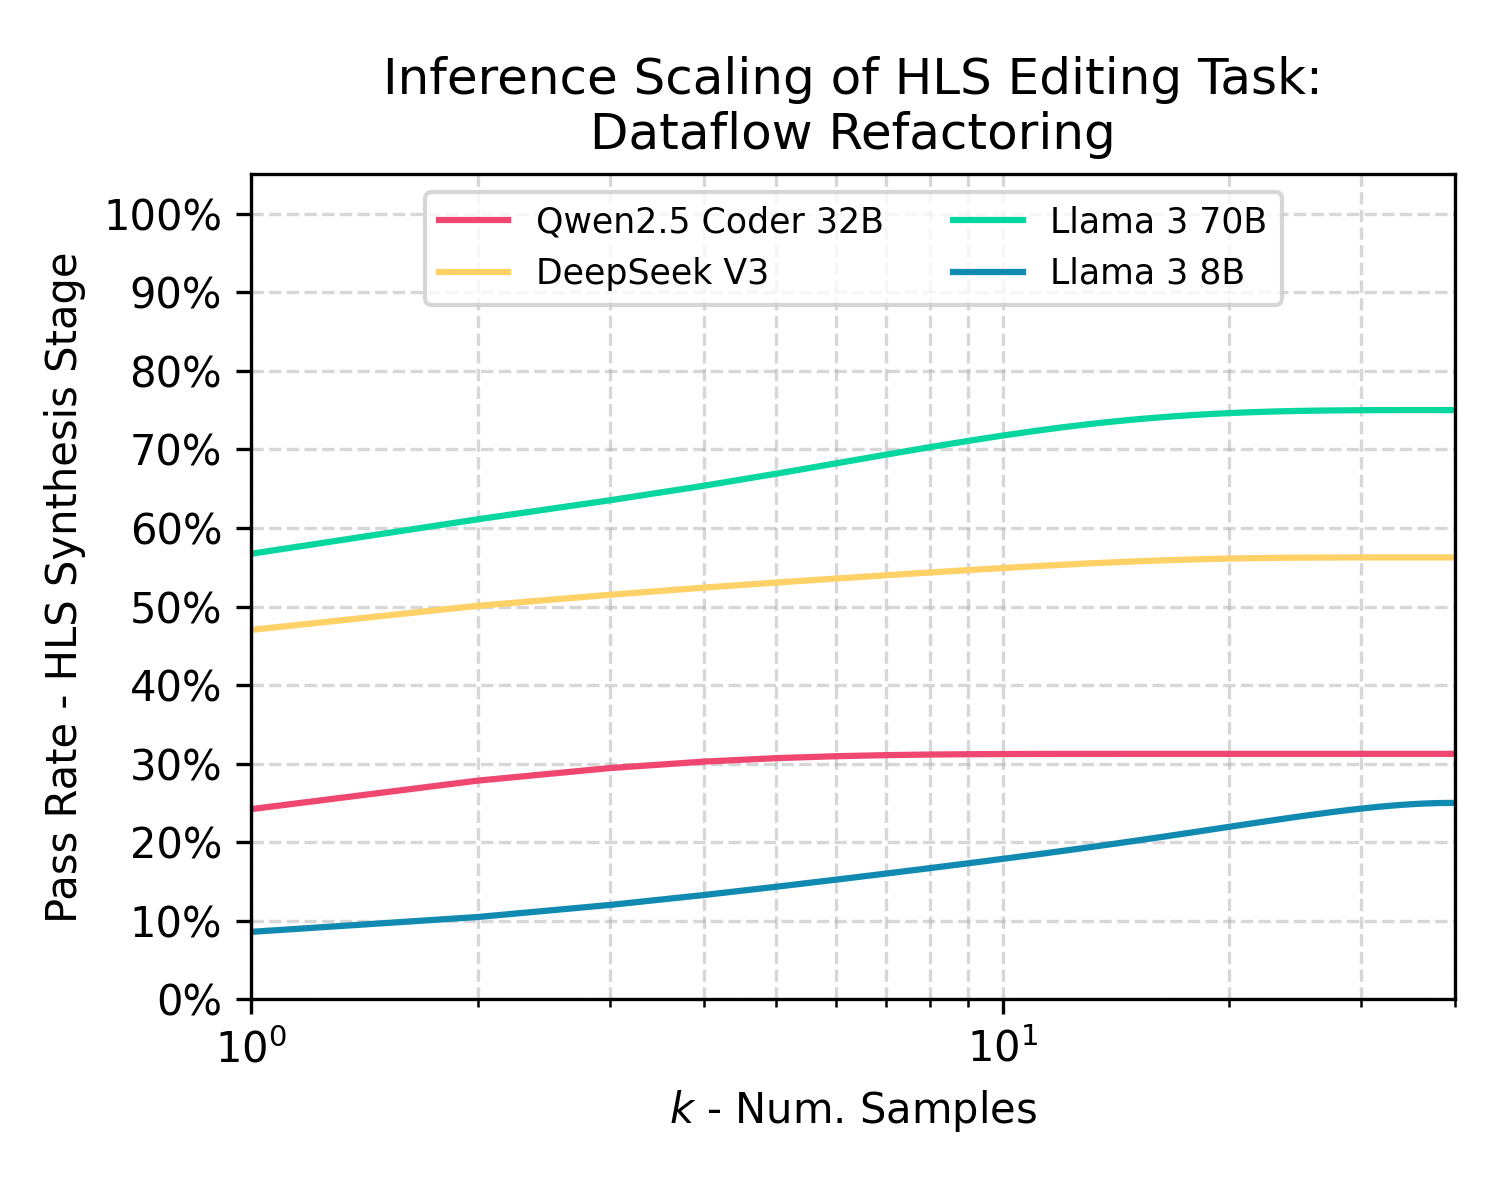 Inference Scaling of HLS Editing Task:
Dataflow Refactoring
Qwen2.5 Coder 32B
DeepSeek V3
Llama 3 70B
Llama 3 8B
Pass Rate - HLS Synthesis Stage
100%
90%
80%
70%
60%
50%
40%
30%
20%
10%
0%
10⁰
10¹
k - Num. Samples